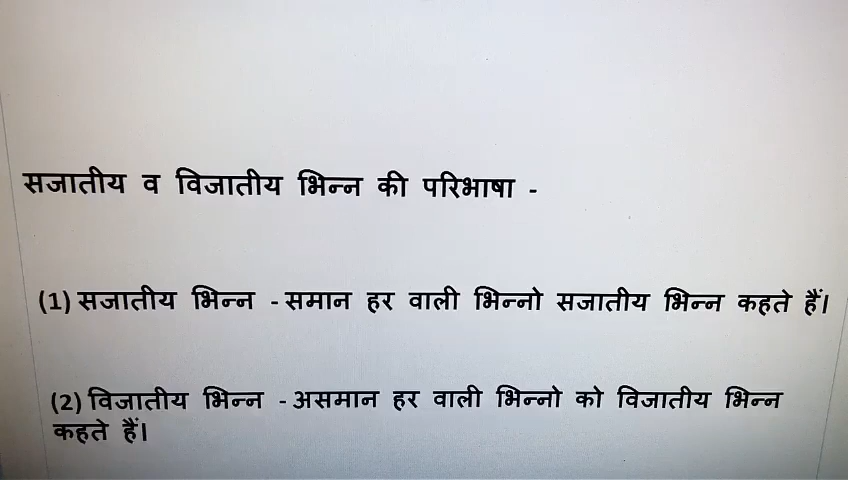 सजातीय व विजातीय भिन्न की परिभाषा -
(1) सजातीय भिन्न - समान हर वाली भिन्नो सजातीय भिन्न कहते हैं।
(2) विजातीय भिन्न - असमान हर वाली भिन्नो को विजातीय भिन्न
कहते हैं।